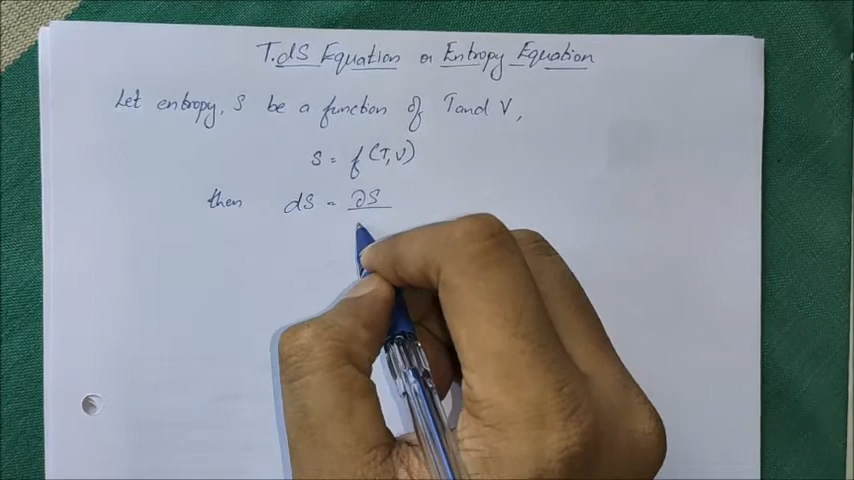 T.dS Equation or Entropy Equation
Let entropy, S be a function of T and V,
S = f(T,V)
then dS = ∂S